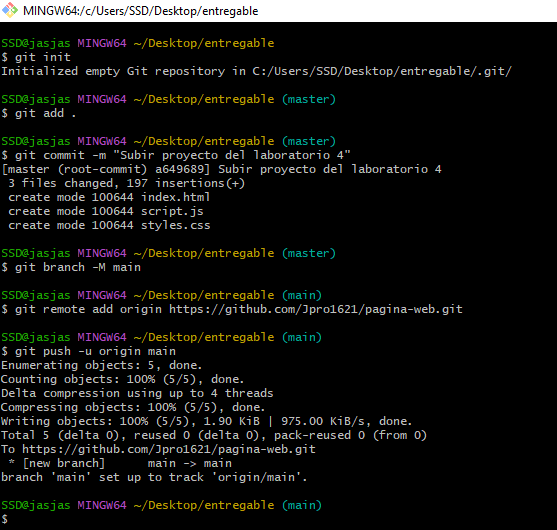 MINGW64:/c/Users/SSD/Desktop/entregable
SSD@jasjas MINGW64 ~/Desktop/entregable
$ git init
Initialized empty Git repository in C:/Users/SSD/Desktop/entregable/.git/
SSD@jasjas MINGW64 ~/Desktop/entregable (master)
$ git add .
SSD@jasjas MINGW64 ~/Desktop/entregable (master)
$ git commit -m "Subir proyecto del laboratorio 4"
[master (root-commit) a649689] Subir proyecto del laboratorio 4
3 files changed, 197 insertions(+)
create mode 100644 index.html
create mode 100644 script.js
create mode 100644 styles.css
SSD@jasjas MINGW64 ~/Desktop/entregable (master)
$ git branch -M main
SSD@jasjas MINGW64 ~/Desktop/entregable (main)
$ git remote add origin https://github.com/Jpro1621/pagina-web.git
SSD@jasjas MINGW64 ~/Desktop/entregable (main)
$ git push -u origin main
Enumerating objects: 5, done.
Counting objects: 100% (5/5), done.
Delta compression using up to 4 threads
Compressing objects: 100% (5/5), done.
Writing objects: 100% (5/5), 1.90 KiB | 975.00 KiB/s, done.
Total 5 (delta 0), reused 0 (delta 0), pack-reused 0 (from 0)
To https://github.com/Jpro1621/pagina-web.git
* [new branch]      main -> main
branch 'main' set up to track 'origin/main'.
SSD@jasjas MINGW64 ~/Desktop/entregable (main)
$